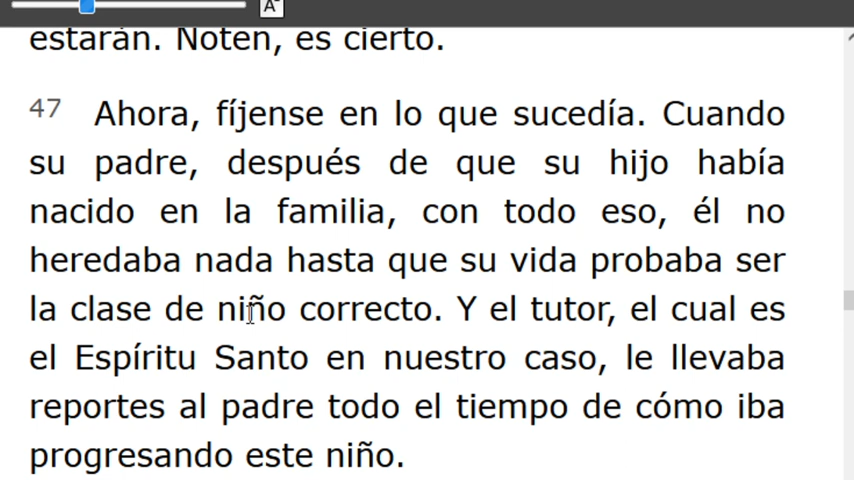 A
estarán. Noten, es cierto.
47 Ahora, fíjense en lo que sucedía. Cuando
su padre, después de que su hijo había
nacido en la familia, con todo eso, él no
heredaba nada hasta que su vida probaba ser
la clase de niño correcto. Y el tutor, el cual es
el Espíritu Santo en nuestro caso, le llevaba
reportes al padre todo el tiempo de cómo iba
progresando este niño.